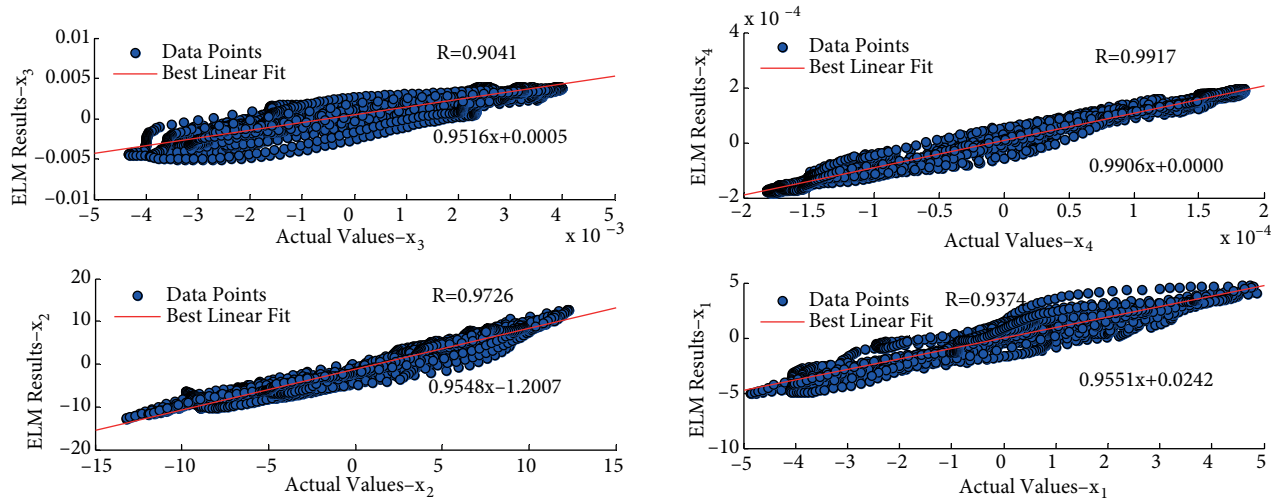 0.01
0.005
0
−0.005
−0.01
ELM Results−x3
Data Points
Best Linear Fit
R=0.9041
0.9516x+0.0005
−5
−4
−3
−2
−1
0
1
2
3
4
5
x 10 −3
Actual Values−x3
x 10 −4
4
2
0
−2
ELM Results−x4
Data Points
Best Linear Fit
R=0.9917
0.9906x+0.0000
−2
−1.5
−1
−0.5
0
0.5
1
1.5
2
x 10 −4
Actual Values−x4
20
10
0
−10
−20
ELM Results−x2
Data Points
Best Linear Fit
R=0.9726
0.9548x−1.2007
−15
−10
−5
0
5
10
15
Actual Values−x2
5
0
−5
−10
ELM Results−x1
Data Points
Best Linear Fit
R=0.9374
0.9551x+0.0242
−5
−4
−3
−2
−1
0
1
2
3
4
5
Actual Values−x1